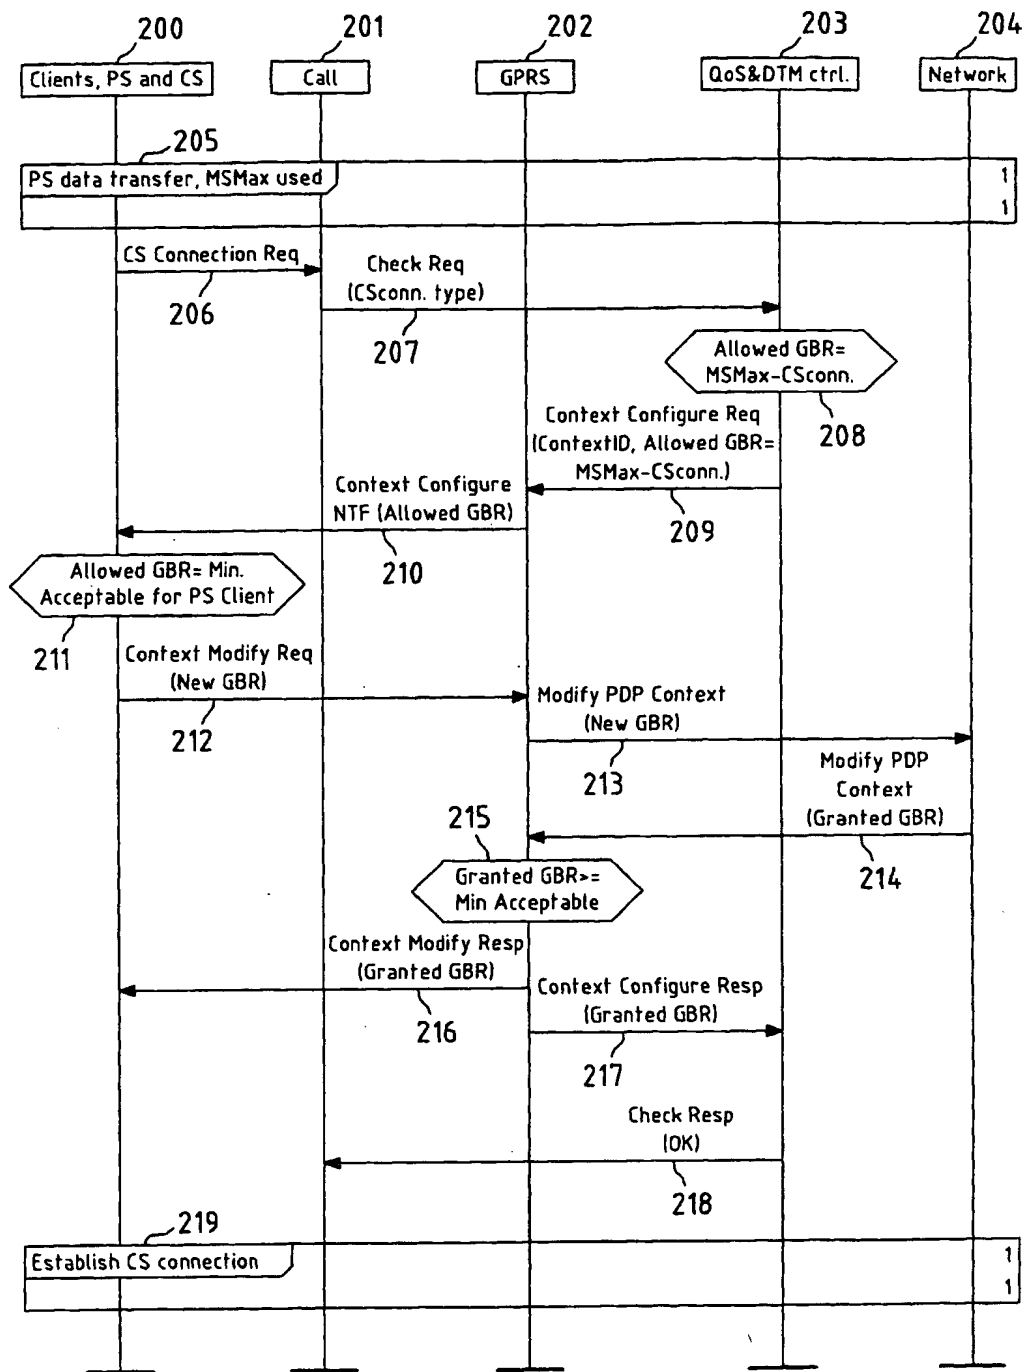 200
201
202
203
204
Clients, PS and CS
Call
GPRS
QoS&DTM ctrl.
Network
205
PS data transfer, MSMax used
1
1
CS Connection Req
206
Check Req
(CSconn. type)
207
Allowed GBR=
MSMax-CSconn.
208
Context Configure Req
(ContextID, Allowed GBR=
MSMax-CSconn.)
209
Context Configure
NTF (Allowed GBR)
210
Allowed GBR= Min.
Acceptable for PS Client
211
Context Modify Req
(New GBR)
212
Modify PDP Context
(New GBR)
213
Modify PDP
Context
(Granted GBR)
214
215
Granted GBR>=
Min Acceptable
Context Modify Resp
(Granted GBR)
216
Context Configure Resp
(Granted GBR)
217
Check Resp
(OK)
218
219
Establish CS connection
1
1